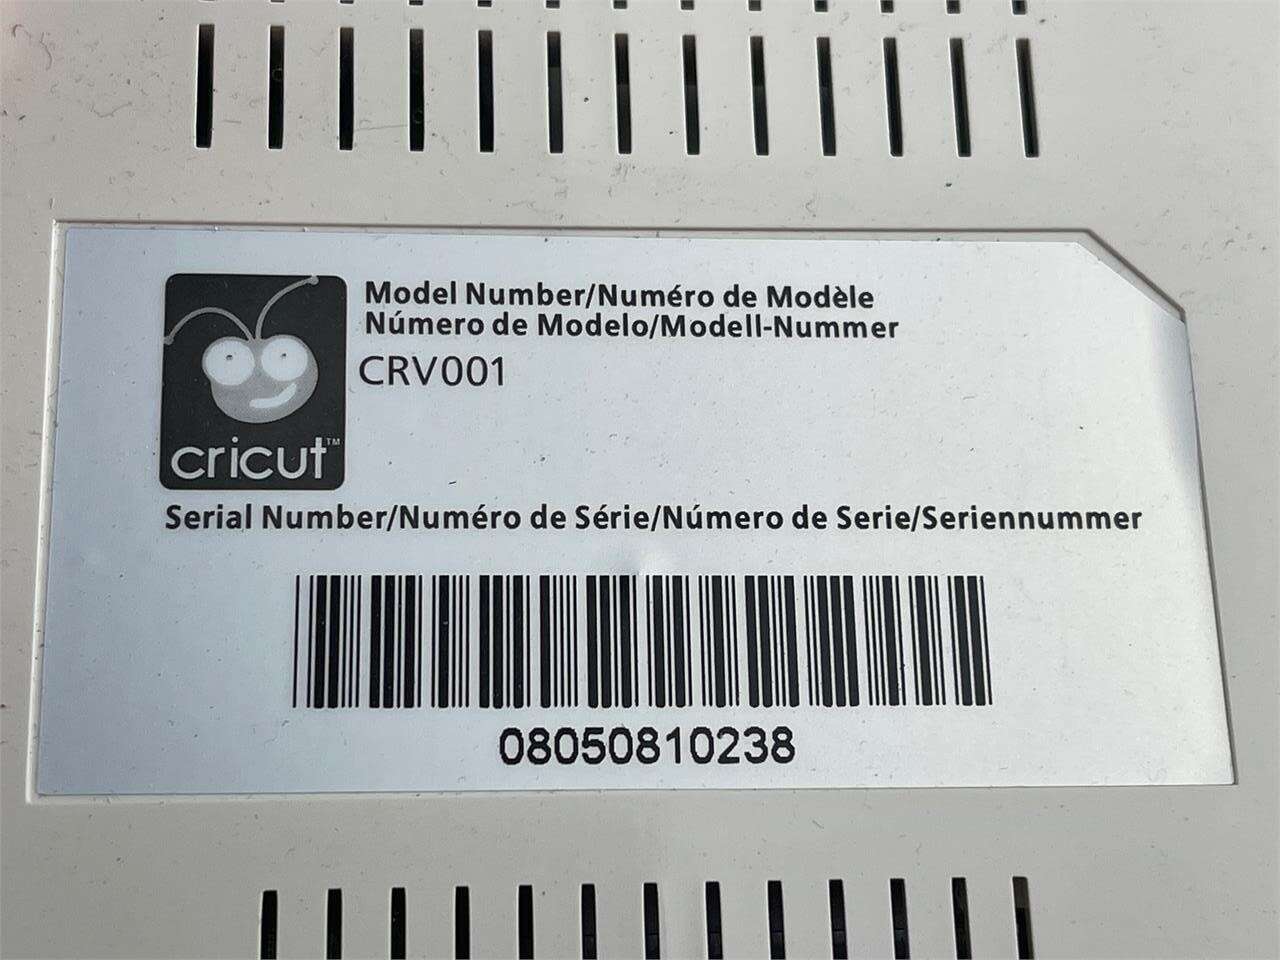 Model Number/Numéro de Modèle
Número de Modelo/Modell-Nummer
CRV001
cricut™
Serial Number/Numéro de Série/Número de Serie/Seriennummer
08050810238